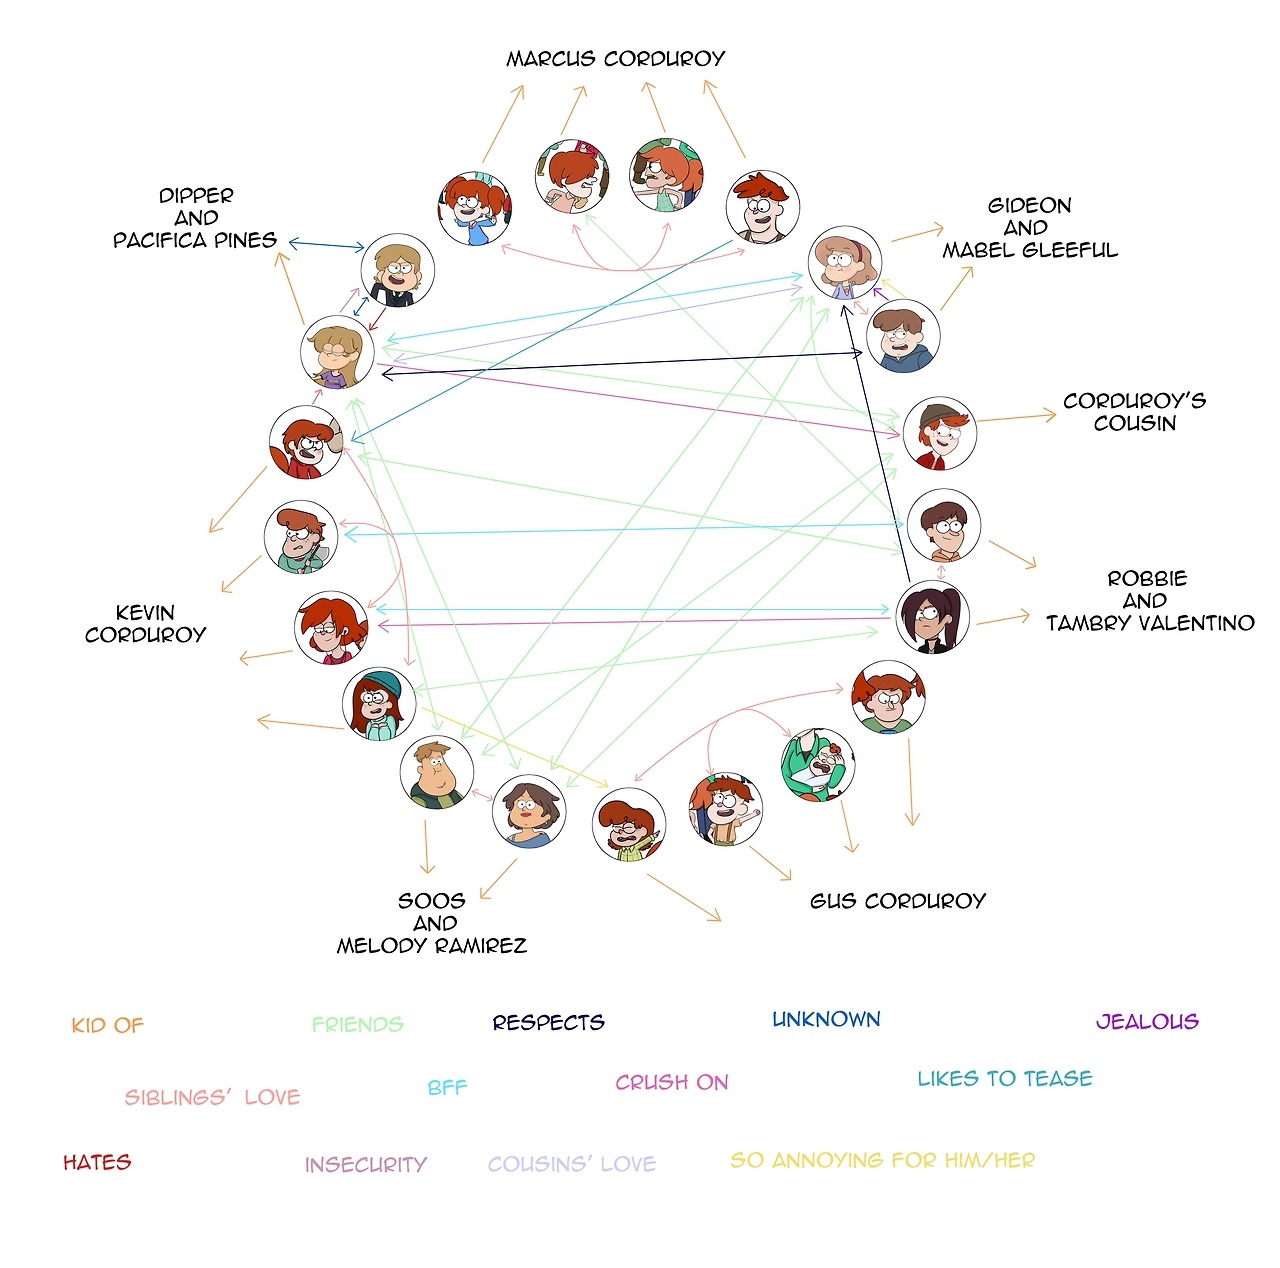 MARCUS CORDUROY
DIPPER
AND
PACIFICA PINES
GIDEON
AND
MABEL GLEEFUL
CORDUROY'S
COUSIN
ROBBIE
AND
TAMBRY VALENTINO
KEVIN
CORDUROY
GUS CORDUROY
SOOS
AND
MELODY RAMIREZ
KID OF
FRIENDS
RESPECTS
UNKNOWN
JEALOUS
SIBLINGS' LOVE
BFF
CRUSH ON
LIKES TO TEASE
HATES
INSECURITY
COUSINS' LOVE
SO ANNOYING FOR HIM/HER